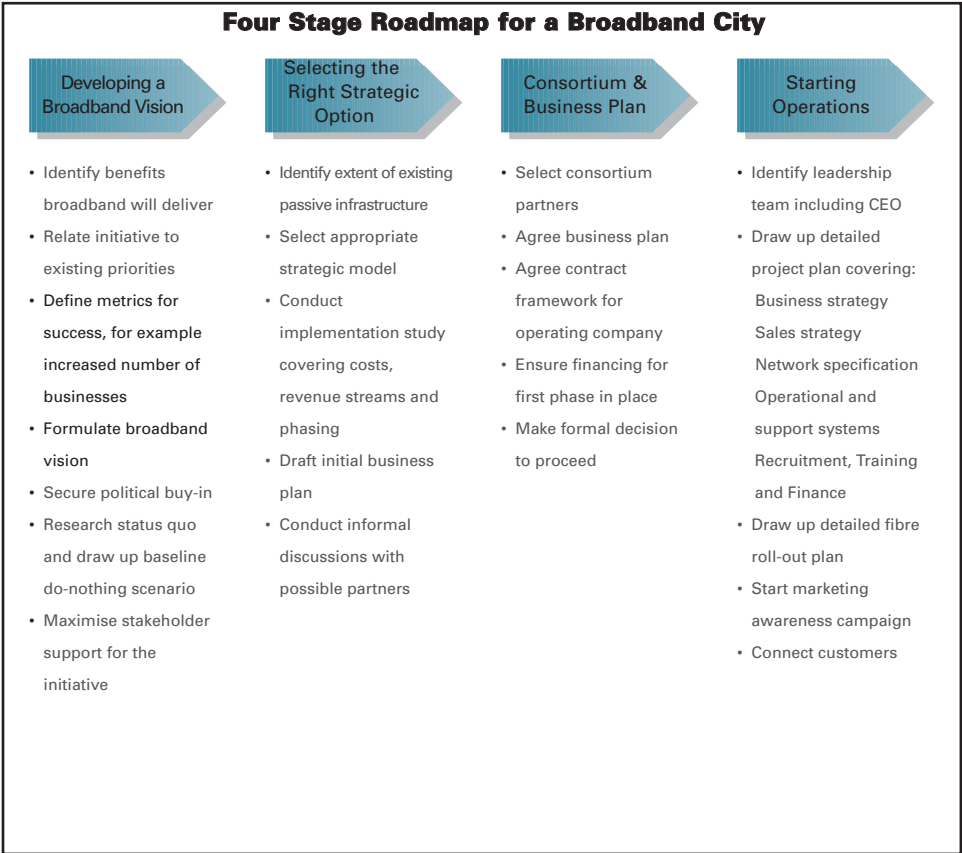 Four Stage Roadmap for a Broadband City
Developing a
Broadband Vision
• Identify benefits
broadband will deliver
• Relate initiative to
existing priorities
• Define metrics for
success, for example
increased number of
businesses
• Formulate broadband
vision
• Secure political buy-in
• Research status quo
and draw up baseline
do-nothing scenario
• Maximise stakeholder
support for the
initiative
Selecting the
Right Strategic
Option
• Identify extent of existing
passive infrastructure
• Select appropriate
strategic model
• Conduct
implementation study
covering costs,
revenue streams and
phasing
• Draft initial business
plan
• Conduct informal
discussions with
possible partners
Consortium &
Business Plan
• Select consortium
partners
• Agree business plan
• Agree contract
framework for
operating company
• Ensure financing for
first phase in place
• Make formal decision
to proceed
Starting
Operations
• Identify leadership
team including CEO
• Draw up detailed
project plan covering:
Business strategy
Sales strategy
Network specification
Operational and
support systems
Recruitment, Training
and Finance
• Draw up detailed fibre
roll-out plan
• Start marketing
awareness campaign
• Connect customers